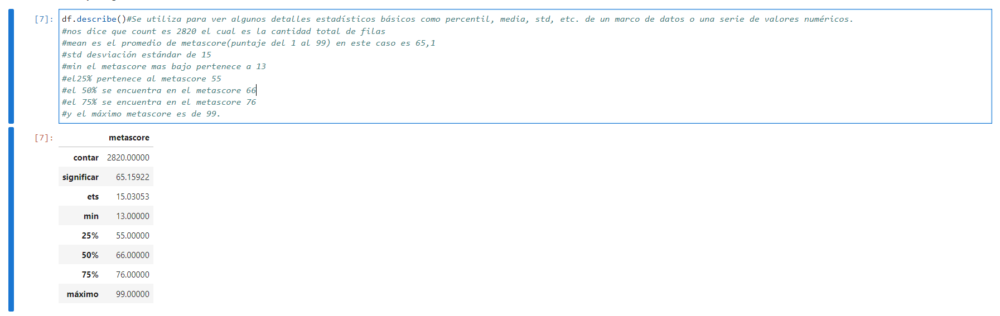 [7]: df.describe()#Se utiliza para ver algunos detalles estadísticos básicos como percentil, media, std, etc. de un marco de datos o una serie de valores numéricos.
#nos dice que count es 2820 el cual es la cantidad total de filas
#mean es el promedio de metascore(puntaje del 1 al 99) en este caso es 65,1
#std desviación estándar de 15
#min el metascore mas bajo pertenece a 13
#el25% pertenece al metascore 55
#el 50% se encuentra en el metascore 66
#el 75% se encuentra en el metascore 76
#y el máximo metascore es de 99.
[7]: metascore
contar 2820.00000
significar 65.15922
ets 15.03053
min 13.00000
25% 55.00000
50% 66.00000
75% 76.00000
máximo 99.00000